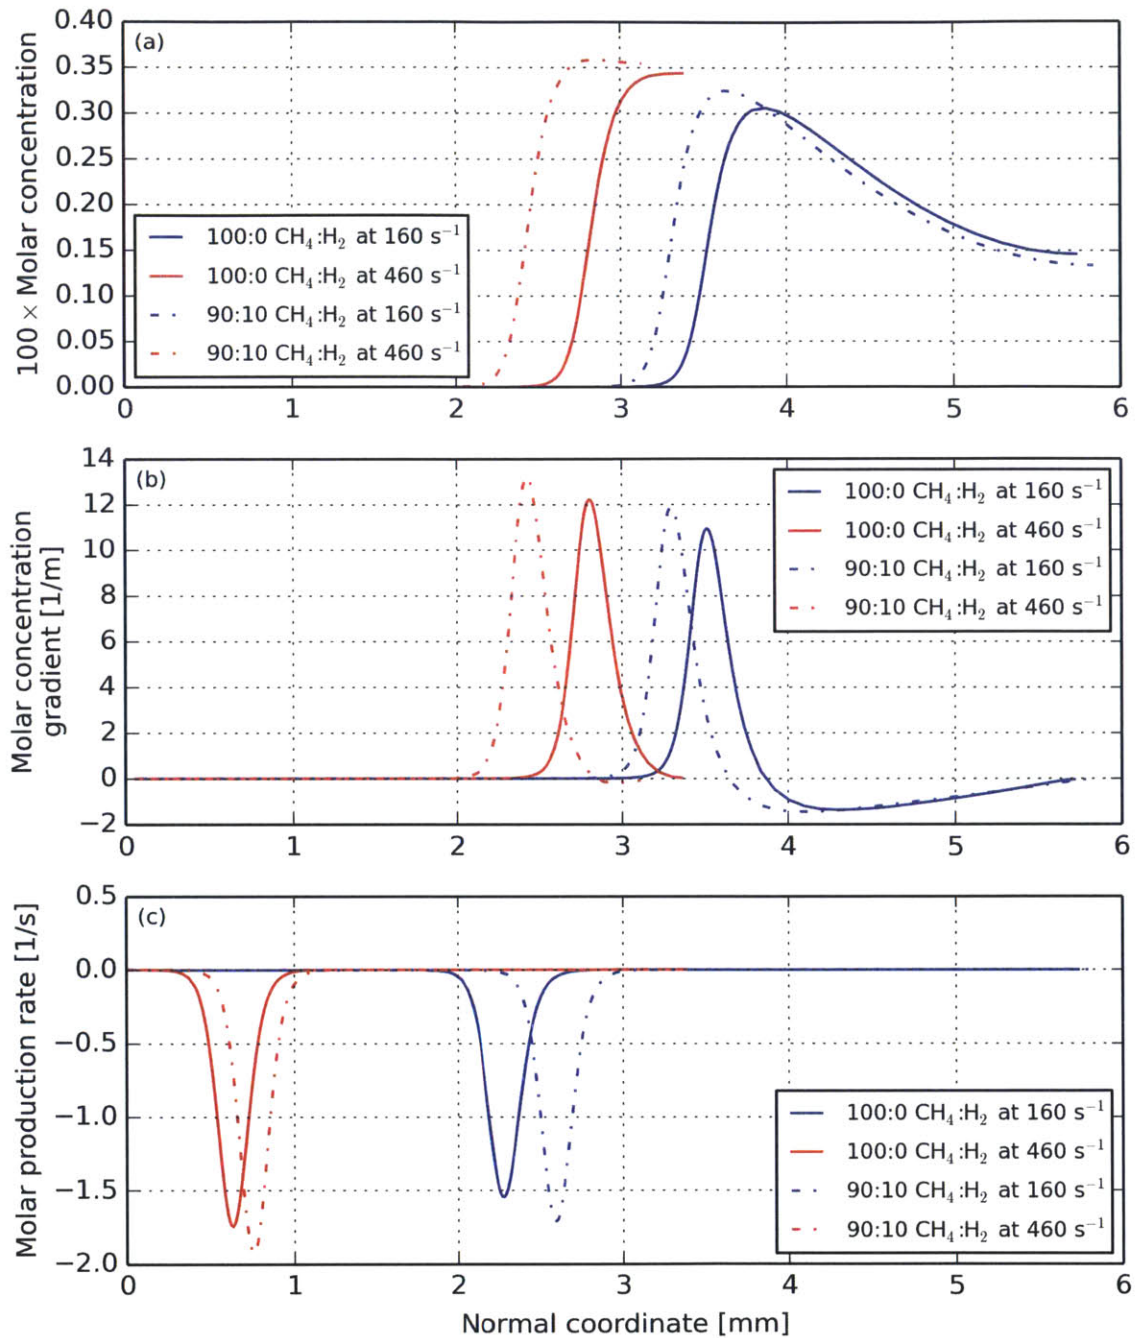 0.40
(a)
0.35
0.30
0.25
0.20
0.15
0.10
0.05
0.00
100 × Molar concentration
100:0 CH₄:H₂ at 160 s⁻¹
100:0 CH₄:H₂ at 460 s⁻¹
90:10 CH₄:H₂ at 160 s⁻¹
90:10 CH₄:H₂ at 460 s⁻¹
0 1 2 3 4 5 6
14
(b)
12
10
8
6
4
2
0
−2
Molar concentration
gradient [1/m]
100:0 CH₄:H₂ at 160 s⁻¹
100:0 CH₄:H₂ at 460 s⁻¹
90:10 CH₄:H₂ at 160 s⁻¹
90:10 CH₄:H₂ at 460 s⁻¹
0 1 2 3 4 5 6
0.5
(c)
0.0
−0.5
−1.0
−1.5
−2.0
Molar production rate [1/s]
100:0 CH₄:H₂ at 160 s⁻¹
100:0 CH₄:H₂ at 460 s⁻¹
90:10 CH₄:H₂ at 160 s⁻¹
90:10 CH₄:H₂ at 460 s⁻¹
0 1 2 3 4 5 6
Normal coordinate [mm]